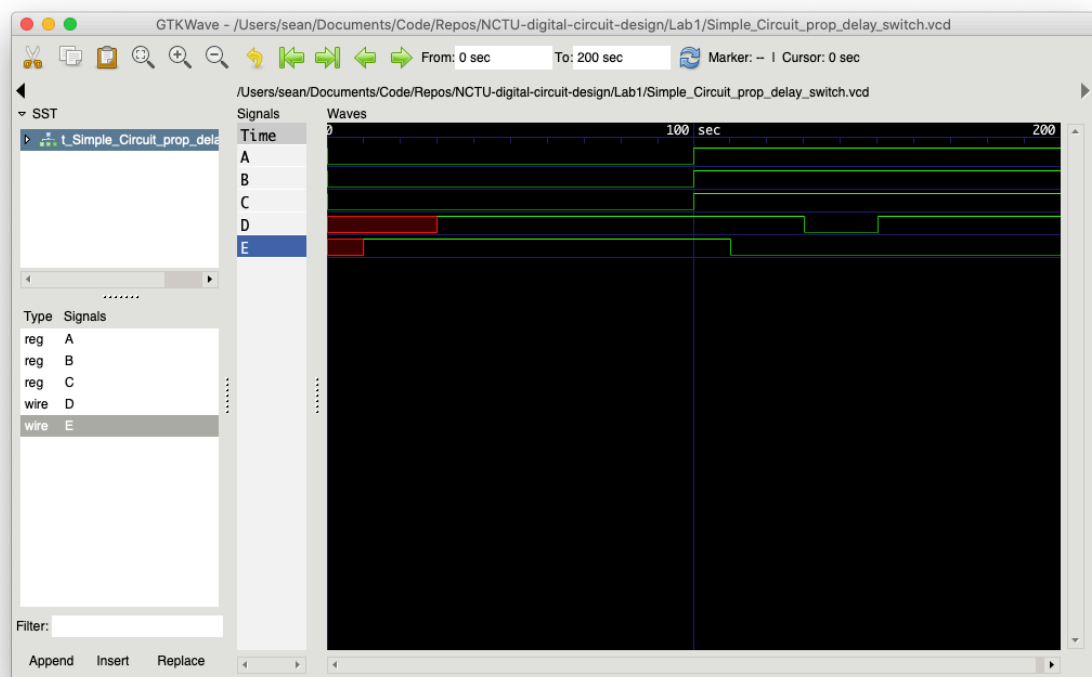 GTKWave - /Users/sean/Documents/Code/Repos/NCTU-digital-circuit-design/Lab1/Simple_Circuit_prop_delay_switch.vcd
From: 0 sec To: 200 sec Marker: -- | Cursor: 0 sec
/Users/sean/Documents/Code/Repos/NCTU-digital-circuit-design/Lab1/Simple_Circuit_prop_delay_switch.vcd
SST
t_Simple_Circuit_prop_dela
Type Signals
reg A
reg B
reg C
wire D
wire E
Filter:
Append Insert Replace
Signals
Time
A
B
C
D
E
Waves
0 100 sec 200